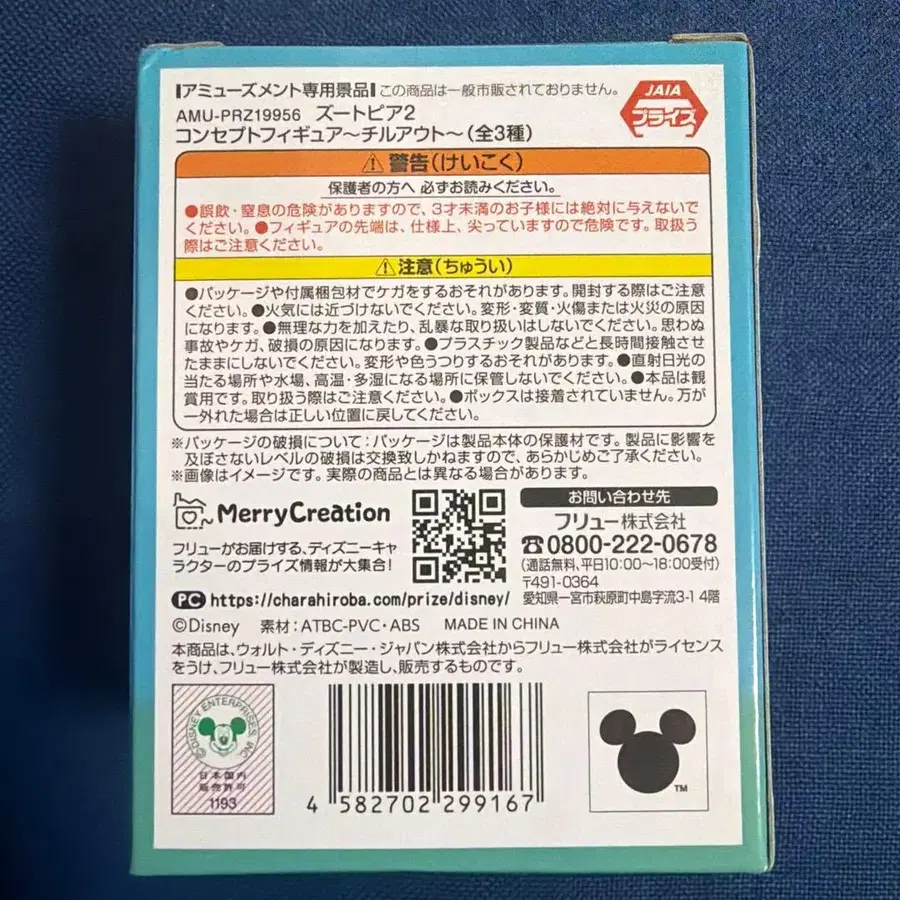 アミューズメント専用景品 この商品は一般市販されておりません。
JAIA
プライズ
AMU-PRZ19956 ズートピア2
コンセプトフィギュア〜チルアウト〜(全3種)
⚠警告(けいこく)
保護者の方へ 必ずお読みください。
●誤飲・窒息の危険がありますので、3才未満のお子様には絶対に与えないで
ください。●フィギュアの先端は、仕様上、尖っていますので危険です。取扱う
際はご注意ください。
⚠注意(ちゅうい)
●パッケージや付属梱包材でケガをするおそれがあります。開封する際はご注意
ください。●火気には近づけないでください。変形・変質・火傷または火災の原因
になります。●無理な力を加えたり、乱暴な取り扱いはしないでください。思わぬ
事故やケガ、破損の原因になります。●プラスチック製品などと長時間接触させ
たままにしないでください。変形や色うつりするおそれがあります。●直射日光の
当たる場所や水場、高温・多湿になる場所に保管しないでください。●本品は観
賞用です。取り扱う際はご注意ください。●ボックスは接着されていません。万が
一外れた場合は正しい位置に戻してください。
※パッケージの破損について:パッケージは製品本体の保護材です。製品に影響を
及ぼさないレベルの破損は交換致しかねますので、あらかじめご了承ください。
※画像はイメージです。実際の商品とは異なる場合があります。
MerryCreation
フリューがお届けする、ディズニーキャ
ラクターのプライズ情報が大集合!
お問い合わせ先
フリュー株式会社
☎0800-222-0678
(通話無料、平日10:00〜18:00受付)
〒491-0364
愛知県一宮市萩原町中島字流3-1 4階
PC https://charahiroba.com/prize/disney/
©Disney 素材:ATBC-PVC・ABS MADE IN CHINA
本商品は、ウォルト・ディズニー・ジャパン株式会社からフリュー株式会社がライセンス
をうけ、フリュー株式会社が製造し、販売するものです。
©DISNEY ENTERPRISES, INC.
日本国内
販売許可
1193
4 582702 299167
TM